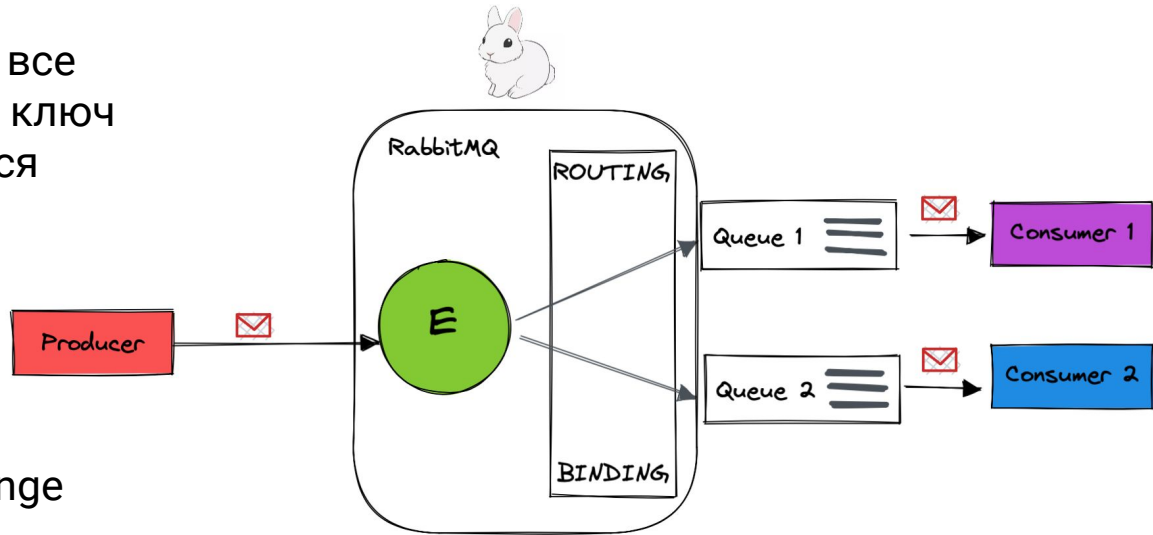 все
ключ
ся
nge
RabbitMQ
ROUTING
BINDING
E
Producer
Queue 1
Consumer 1
Queue 2
Consumer 2